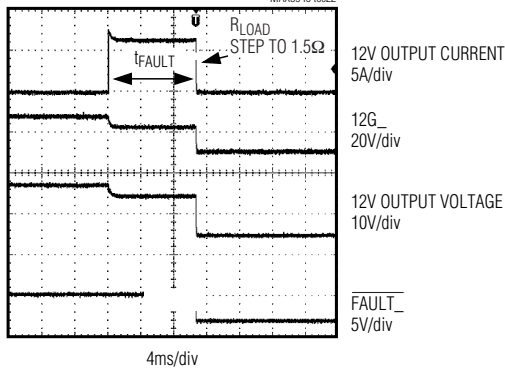 R_LOAD
STEP TO 1.5Ω
t_FAULT
12V OUTPUT CURRENT
5A/div
12G_
20V/div
12V OUTPUT VOLTAGE
10V/div
FAULT_
5V/div
4ms/div